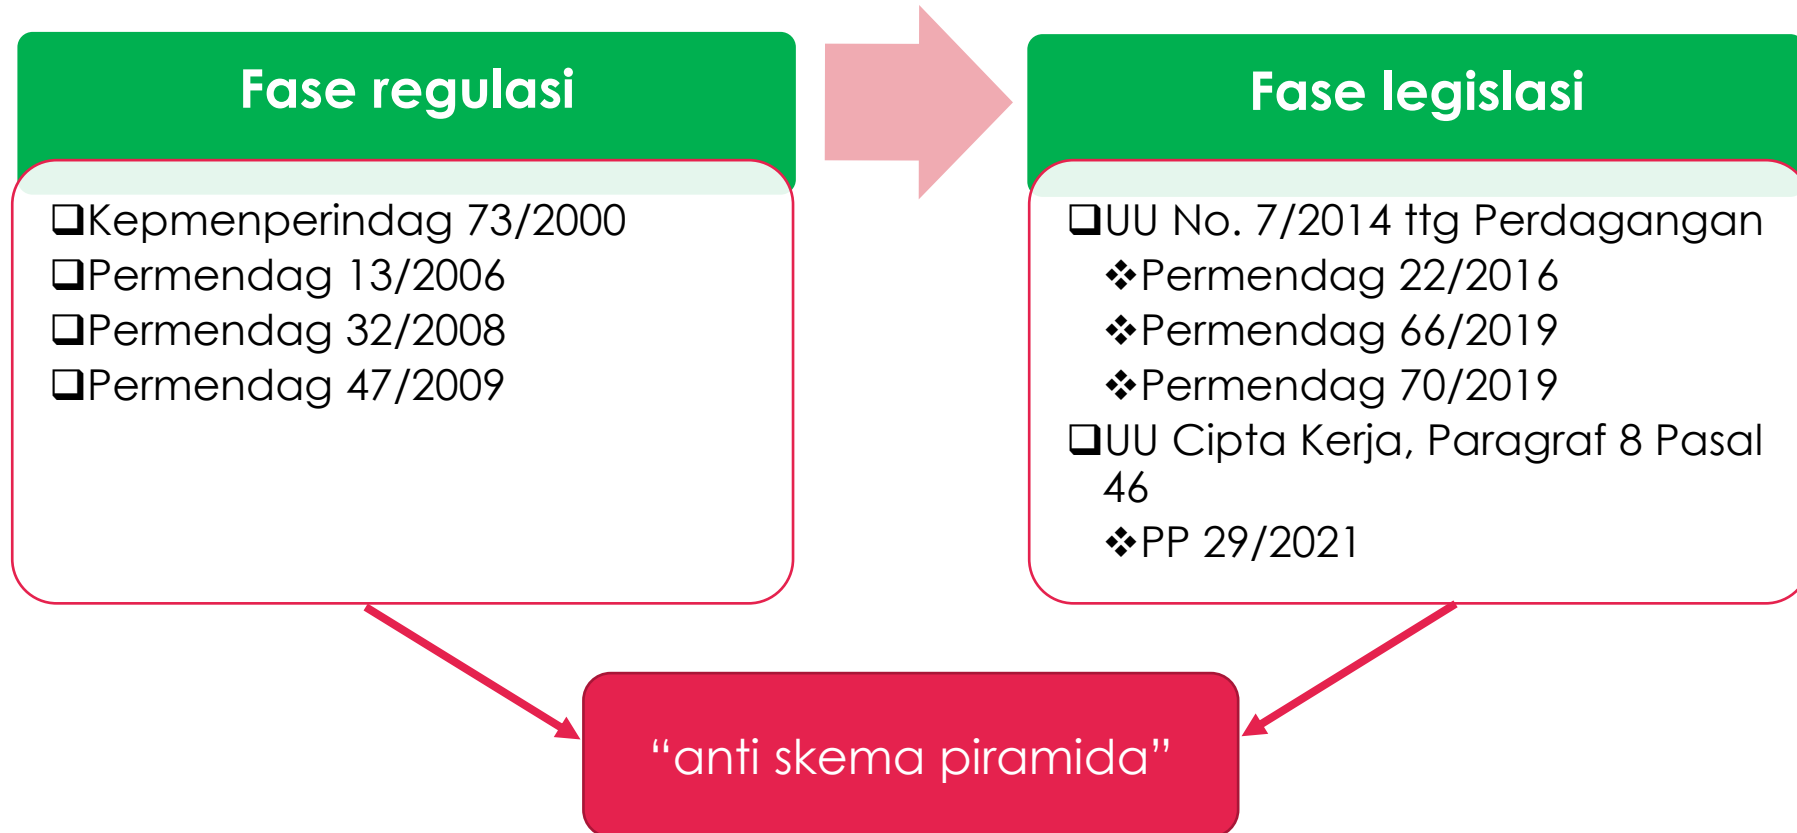 Fase regulasi
❑Kepmenperindag 73/2000
❑Permendag 13/2006
❑Permendag 32/2008
❑Permendag 47/2009
Fase legislasi
❑UU No. 7/2014 ttg Perdagangan
❖Permendag 22/2016
❖Permendag 66/2019
❖Permendag 70/2019
❑UU Cipta Kerja, Paragraf 8 Pasal
46
❖PP 29/2021
“anti skema piramida”